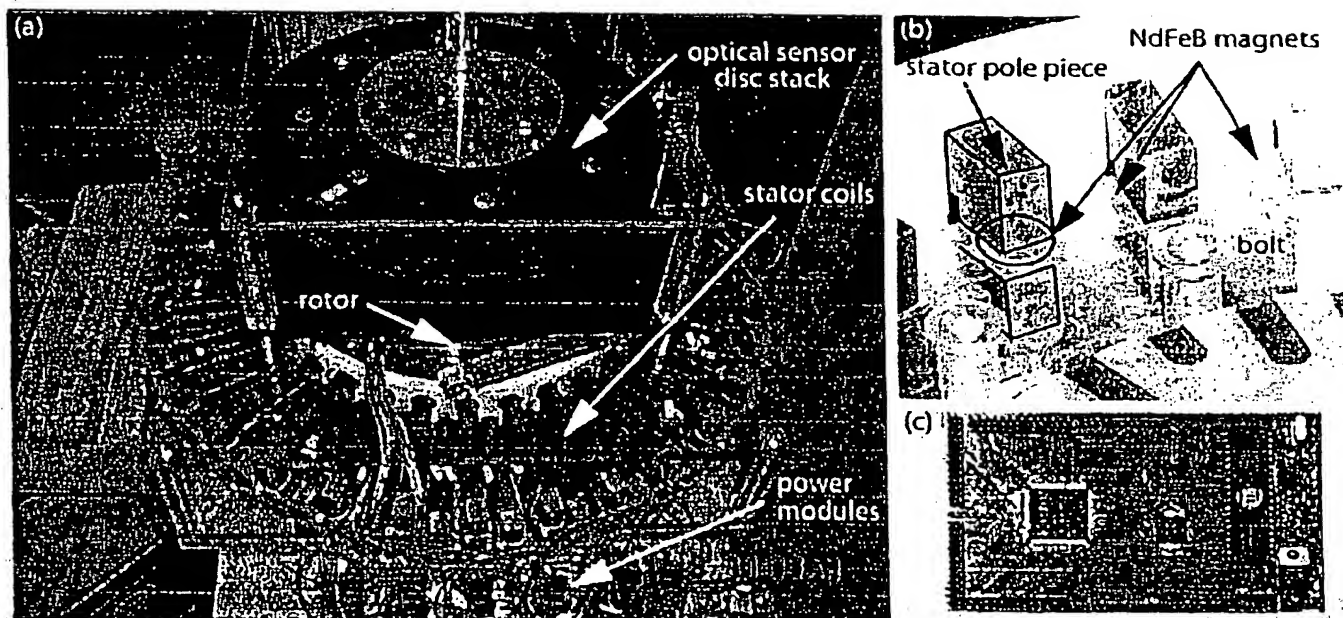 (a)
optical sensor
disc stack
stator coils
rotor
power
modules
(b)
NdFeB magnets
stator pole piece
bolt
(c)